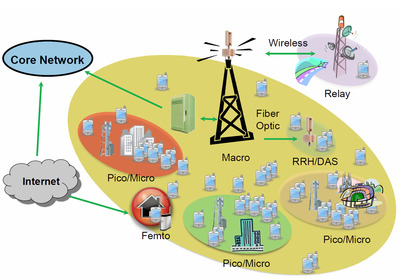 Wireless
Core Network
Relay
Fiber
Optic
Macro
RRH/DAS
Pico/Micro
Internet
Femto
Pico/Micro
Pico/Micro